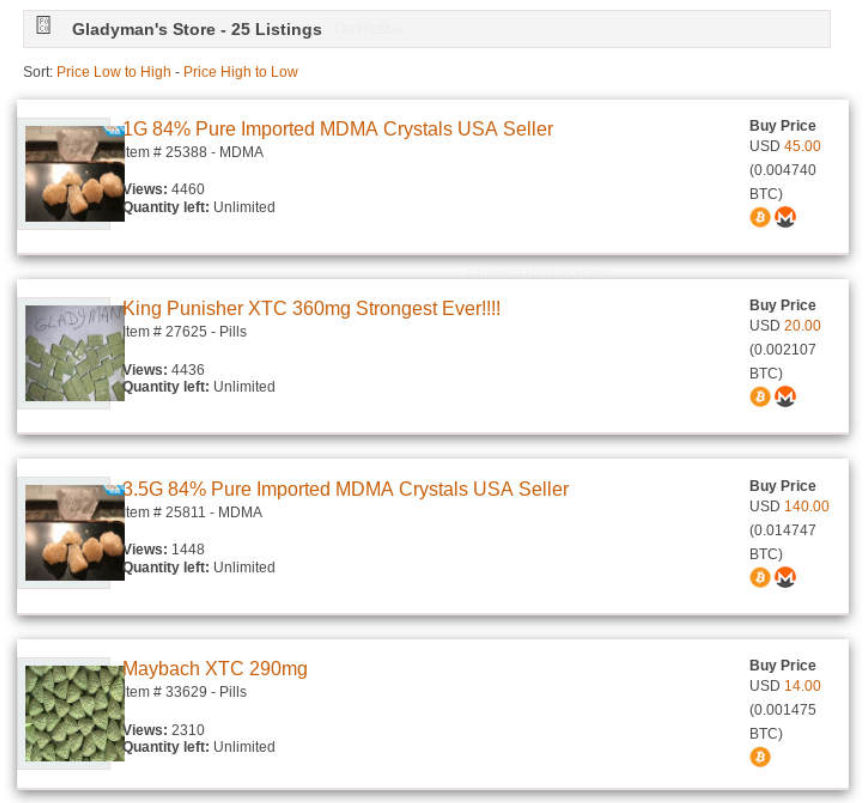 Gladyman's Store - 25 Listings
Sort: Price Low to High - Price High to Low
1G 84% Pure Imported MDMA Crystals USA Seller
Item # 25388 - MDMA
Views: 4460
Quantity left: Unlimited
Buy Price
USD 45.00
(0.004740
BTC)
GLADYMAN
King Punisher XTC 360mg Strongest Ever!!!!
Item # 27625 - Pills
Views: 4436
Quantity left: Unlimited
Buy Price
USD 20.00
(0.002107
BTC)
3.5G 84% Pure Imported MDMA Crystals USA Seller
Item # 25811 - MDMA
Views: 1448
Quantity left: Unlimited
Buy Price
USD 140.00
(0.014747
BTC)
Maybach XTC 290mg
Item # 33629 - Pills
Views: 2310
Quantity left: Unlimited
Buy Price
USD 14.00
(0.001475
BTC)